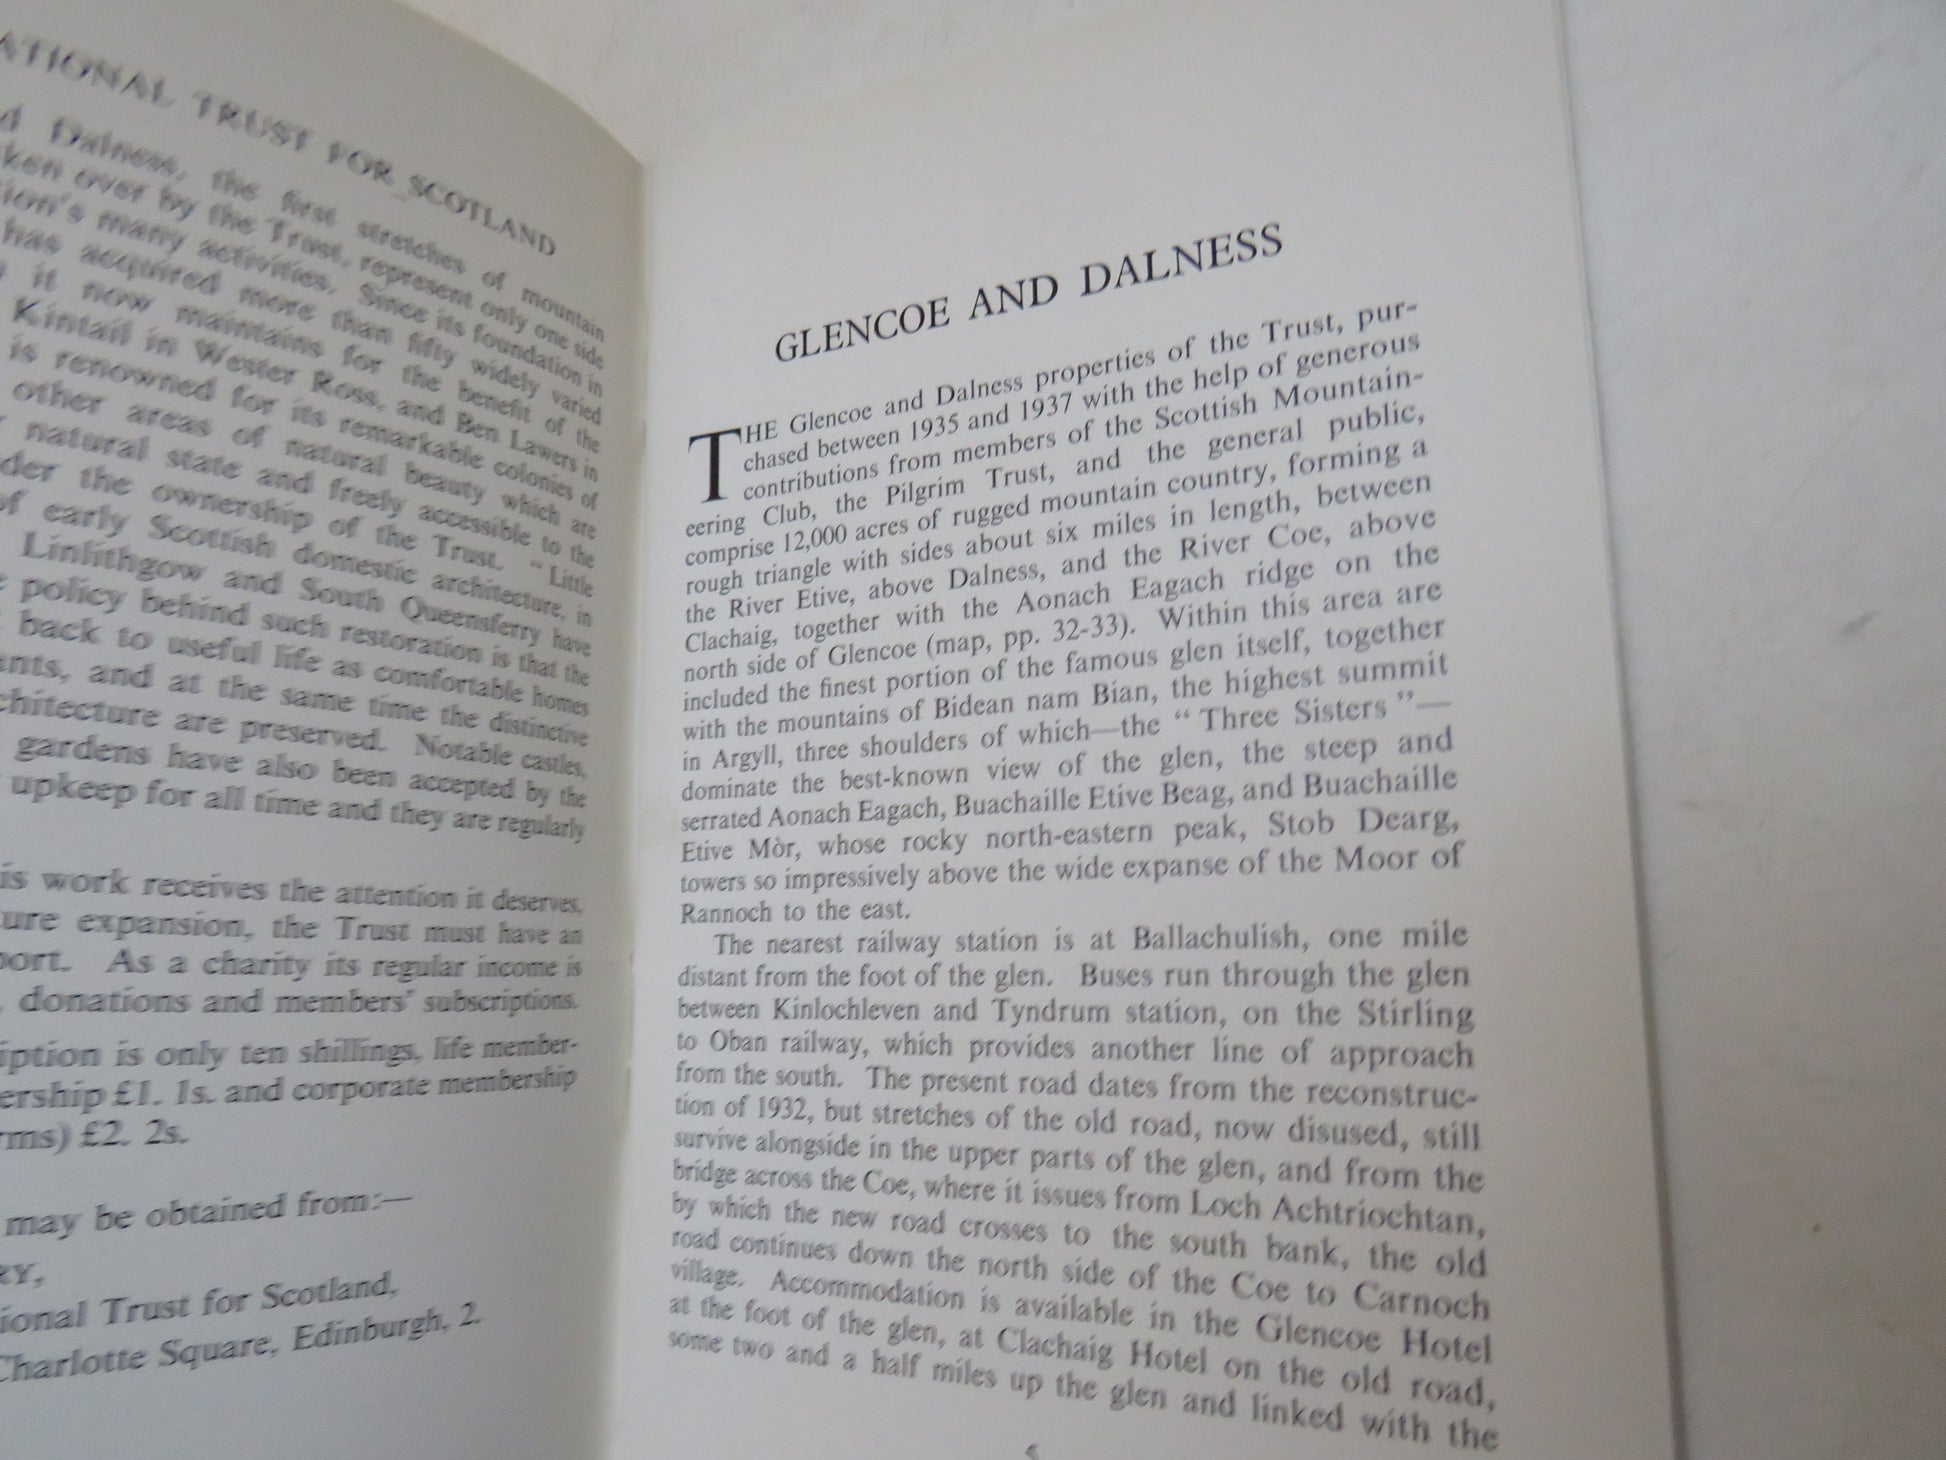 NATIONAL TRUST FOR SCOTLAND
Dalness, the first stretches of mountain
over by the Trust, represent only one side
many activities. Since its foundation in
has acquired more than fifty widely varied
it now maintains for the benefit of the
Kintail in Wester Ross, and Ben Lawers in
is renowned for its remarkable colonies of
other areas of natural beauty which are
natural state and freely accessible to the
the ownership of the Trust. "Little
of early Scottish domestic architecture, in
Linlithgow and South Queensferry have
policy behind such restoration is that the
back to useful life as comfortable homes
and at the same time the distinctive
architecture are preserved. Notable castles,
gardens have also been accepted by the
upkeep for all time and they are regularly
is work receives the attention it deserves,
ure expansion, the Trust must have an
port. As a charity its regular income is
donations and members' subscriptions.
iption is only ten shillings, life member-
ership £1. 1s. and corporate membership
rms) £2. 2s.
may be obtained from:—
RY,
ional Trust for Scotland,
Charlotte Square, Edinburgh, 2.
GLENCOE AND DALNESS
THE Glencoe and Dalness properties of the Trust, pur-
chased between 1935 and 1937 with the help of generous
contributions from members of the Scottish Mountain-
eering Club, the Pilgrim Trust, and the general public,
comprise 12,000 acres of rugged mountain country, forming a
rough triangle with sides about six miles in length, between
the River Etive, above Dalness, and the River Coe, above
Clachaig, together with the Aonach Eagach ridge on the
north side of Glencoe (map, pp. 32-33). Within this area are
included the finest portion of the famous glen itself, together
with the mountains of Bidean nam Bian, the highest summit
in Argyll, three shoulders of which—the "Three Sisters"—
dominate the best-known view of the glen, the steep and
serrated Aonach Eagach, Buachaille Etive Beag, and Buachaille
Etive Mòr, whose rocky north-eastern peak, Stob Dearg,
towers so impressively above the wide expanse of the Moor of
Rannoch to the east.
The nearest railway station is at Ballachulish, one mile
distant from the foot of the glen. Buses run through the glen
between Kinlochleven and Tyndrum station, on the Stirling
to Oban railway, which provides another line of approach
from the south. The present road dates from the reconstruc-
tion of 1932, but stretches of the old road, now disused, still
survive alongside in the upper parts of the glen, and from the
bridge across the Coe, where it issues from Loch Achtriochtan,
by which the new road crosses to the south bank, the old
road continues down the north side of the Coe to Carnoch
village. Accommodation is available in the Glencoe Hotel
at the foot of the glen, at Clachaig Hotel on the old road,
some two and a half miles up the glen and linked with the
5